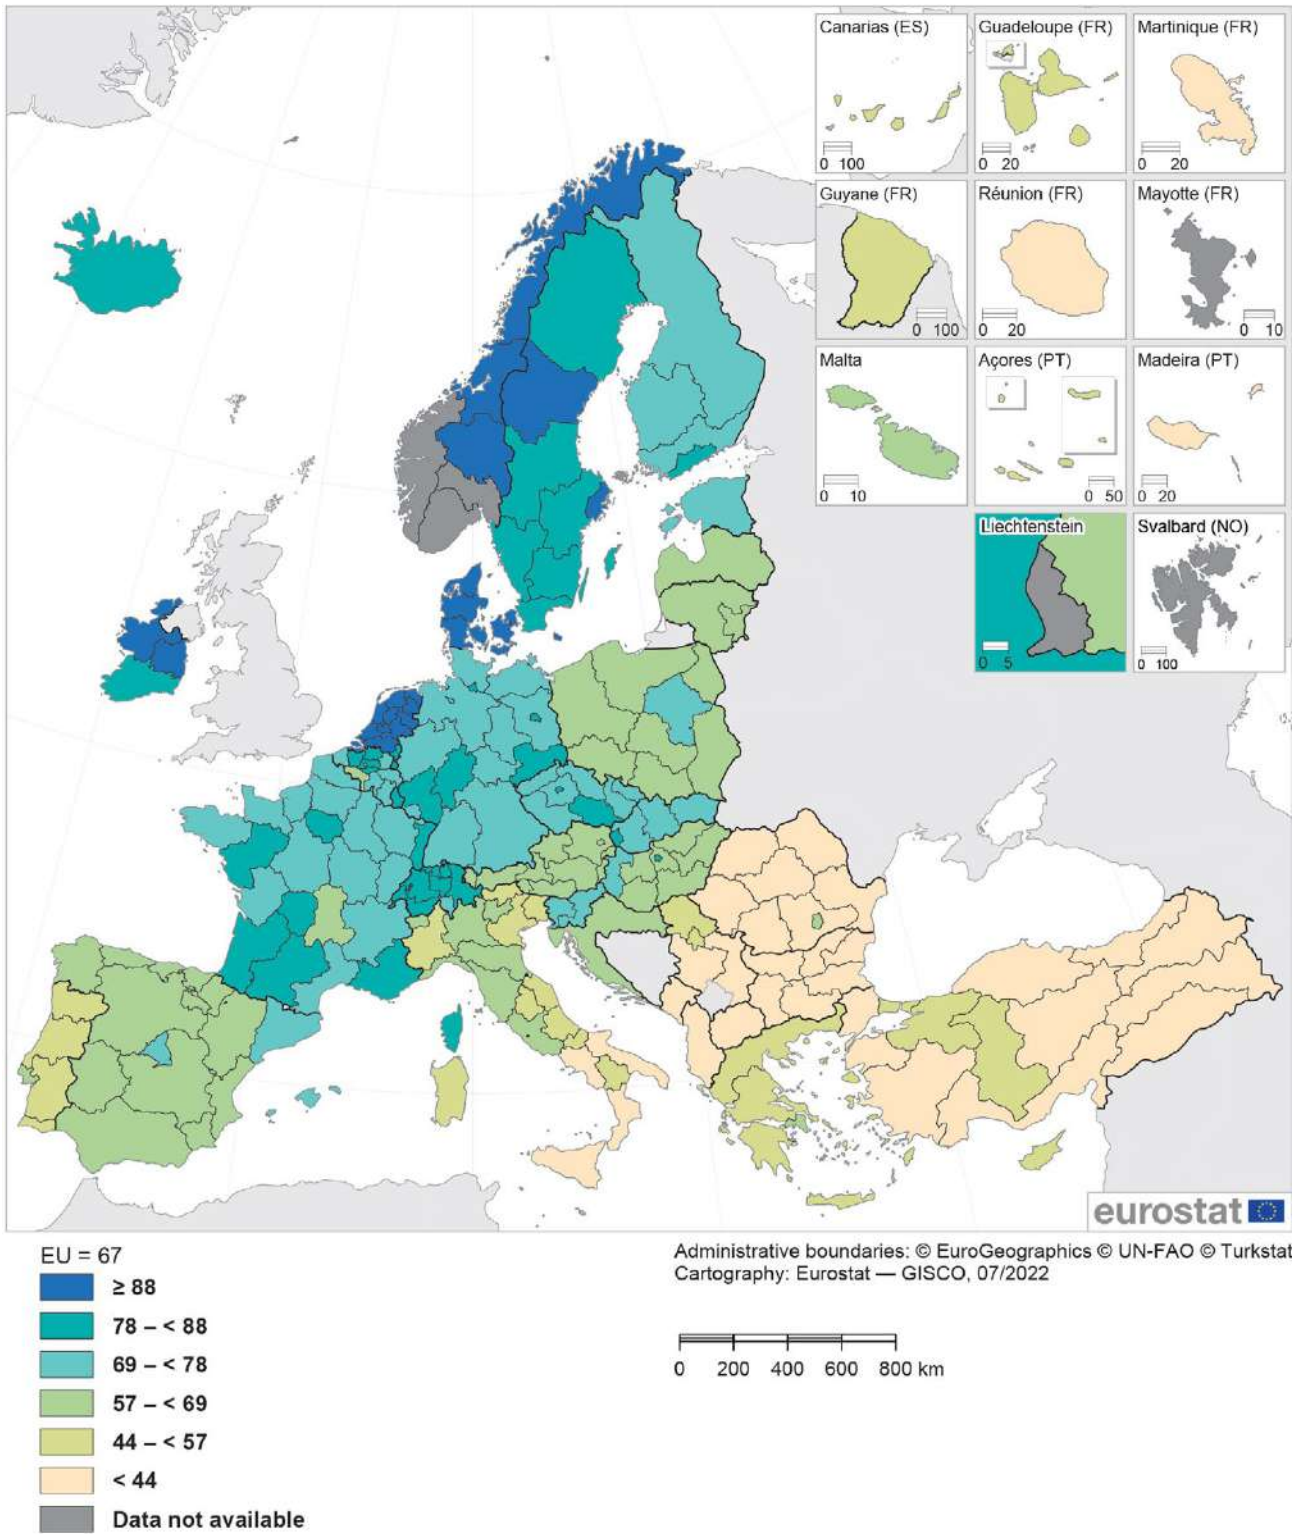 Canarias (ES)
0 100
Guadeloupe (FR)
0 20
Martinique (FR)
0 20
Guyane (FR)
0 100
Réunion (FR)
0 20
Mayotte (FR)
0 10
Malta
0 10
Açores (PT)
0 50
Madeira (PT)
0 20
Liechtenstein
0 5
Svalbard (NO)
0 100
eurostat
EU = 67
≥ 88
78 – < 88
69 – < 78
57 – < 69
44 – < 57
< 44
Data not available
Administrative boundaries: © EuroGeographics © UN-FAO © Turkstat
Cartography: Eurostat — GISCO, 07/2022
0 200 400 600 800 km